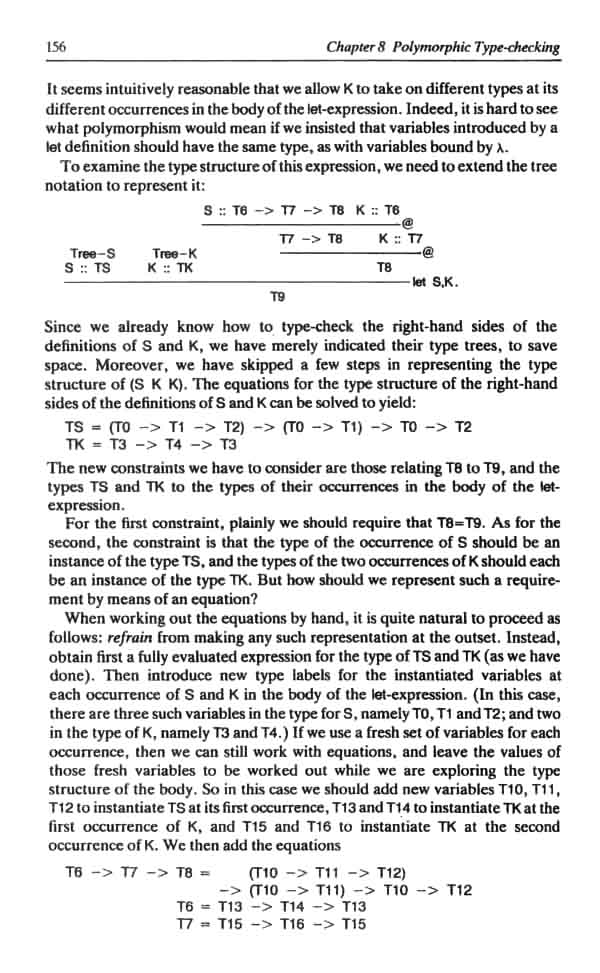 156 Chapter 8 Polymorphic Type-checking
It seems intuitively reasonable that we allow K to take on different types at its
different occurrences in the body of the let-expression. Indeed, it is hard to see
what polymorphism would mean if we insisted that variables introduced by a
let definition should have the same type, as with variables bound by λ.
To examine the type structure of this expression, we need to extend the tree
notation to represent it:
S :: T6 -> T7 -> T8 K :: T6
@
T7 -> T8 K :: T7
Tree-S Tree-K @
S :: TS K :: TK T8
let S,K.
T9
Since we already know how to type-check the right-hand sides of the
definitions of S and K, we have merely indicated their type trees, to save
space. Moreover, we have skipped a few steps in representing the type
structure of (S K K). The equations for the type structure of the right-hand
sides of the definitions of S and K can be solved to yield:
TS = (T0 -> T1 -> T2) -> (T0 -> T1) -> T0 -> T2
TK = T3 -> T4 -> T3
The new constraints we have to consider are those relating T8 to T9, and the
types TS and TK to the types of their occurrences in the body of the let-
expression.
For the first constraint, plainly we should require that T8=T9. As for the
second, the constraint is that the type of the occurrence of S should be an
instance of the type TS, and the types of the two occurrences of K should each
be an instance of the type TK. But how should we represent such a require-
ment by means of an equation?
When working out the equations by hand, it is quite natural to proceed as
follows: refrain from making any such representation at the outset. Instead,
obtain first a fully evaluated expression for the type of TS and TK (as we have
done). Then introduce new type labels for the instantiated variables at
each occurrence of S and K in the body of the let-expression. (In this case,
there are three such variables in the type for S, namely T0, T1 and T2; and two
in the type of K, namely T3 and T4.) If we use a fresh set of variables for each
occurrence, then we can still work with equations, and leave the values of
those fresh variables to be worked out while we are exploring the type
structure of the body. So in this case we should add new variables T10, T11,
T12 to instantiate TS at its first occurrence, T13 and T14 to instantiate TK at the
first occurrence of K, and T15 and T16 to instantiate TK at the second
occurrence of K. We then add the equations
T6 -> T7 -> T8 = (T10 -> T11 -> T12)
-> (T10 -> T11) -> T10 -> T12
T6 = T13 -> T14 -> T13
T7 = T15 -> T16 -> T15